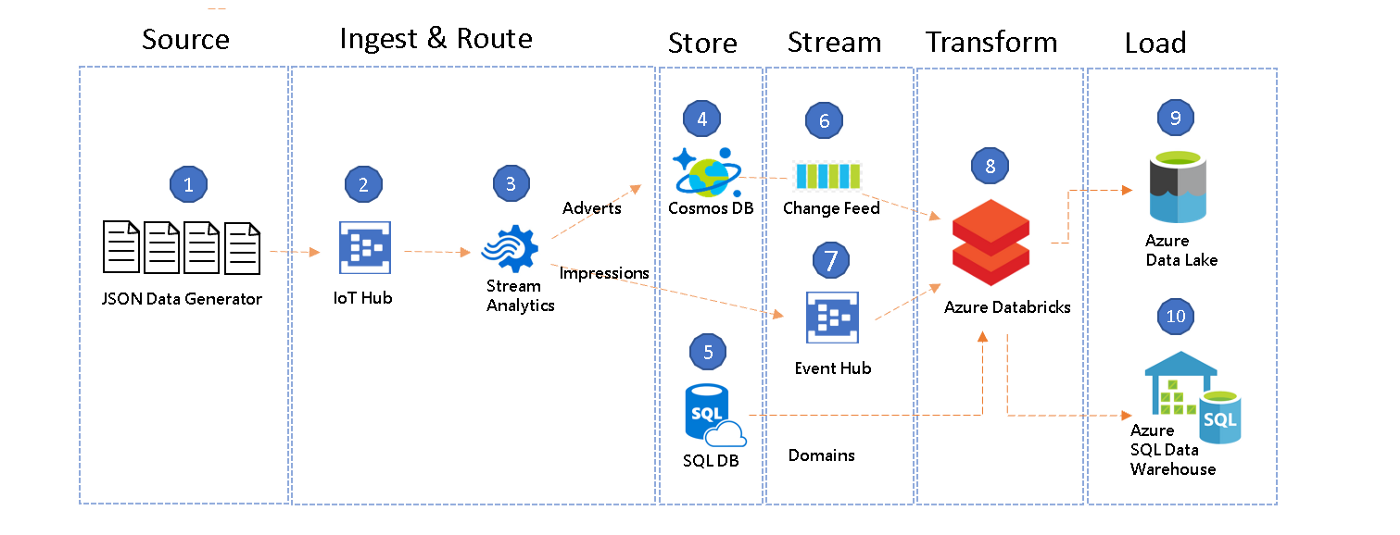 Source
Ingest & Route
Store
Stream
Transform
Load
1
JSON Data Generator
2
IoT Hub
3
Stream
Analytics
Adverts
Impressions
4
Cosmos DB
5
SQL
SQL DB
6
Change Feed
7
Event Hub
Domains
8
Azure Databricks
9
Azure
Data Lake
10
SQL
Azure
SQL Data
Warehouse